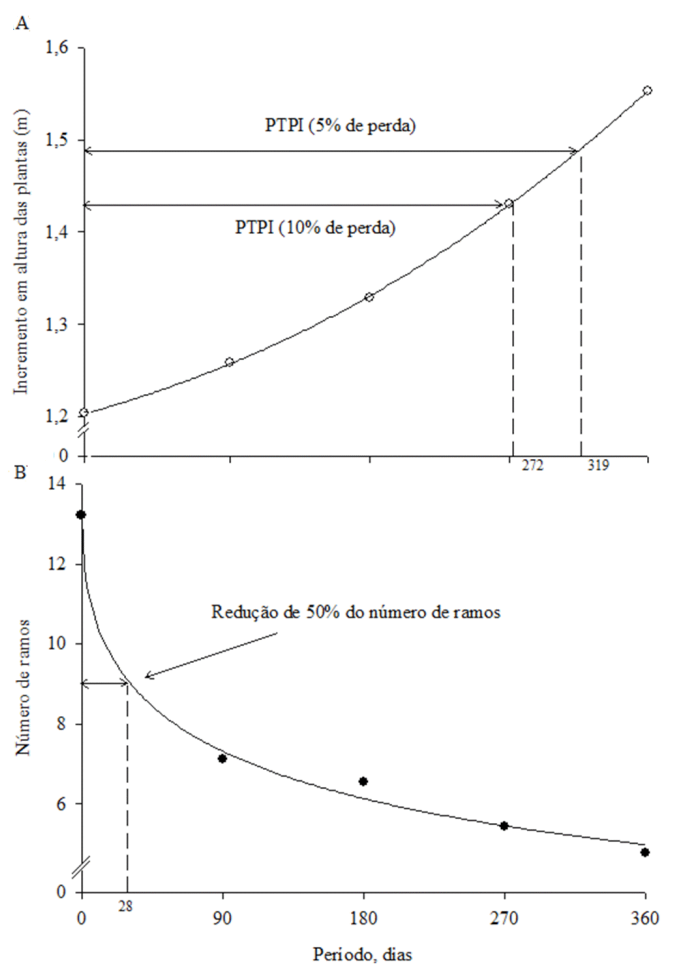 A
1,6
PTPI (5% de perda)
1,5
PTPI (10% de perda)
1,4
1,3
1,2
0
272
319
Incremento em altura das plantas (m)
B
14
12
Redução de 50% do número de ramos
10
8
6
0
Número de ramos
0
28
90
180
270
360
Período, dias